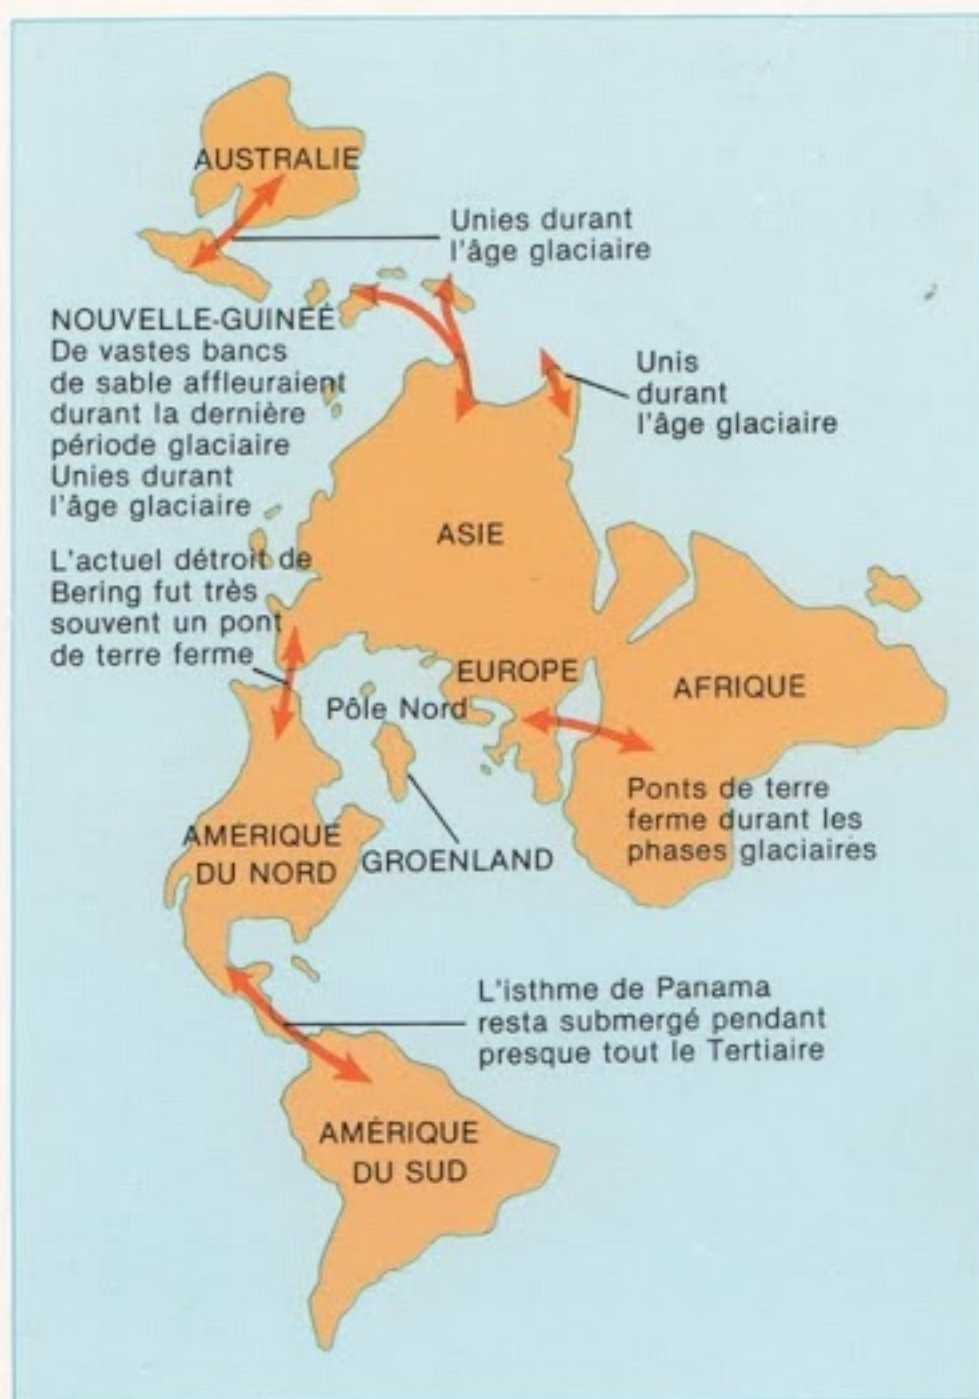 AUSTRALIE
Unies durant
l'âge glaciaire
NOUVELLE-GUINÉE
De vastes bancs
de sable affleuraient
durant la dernière
période glaciaire
Unies durant
l'âge glaciaire
Unis
durant
l'âge glaciaire
ASIE
L'actuel détroit de
Bering fut très
souvent un pont
de terre ferme
EUROPE
AFRIQUE
Pôle Nord
Ponts de terre
ferme durant les
phases glaciaires
AMÉRIQUE
DU NORD
GROENLAND
L'isthme de Panama
resta submergé pendant
presque tout le Tertiaire
AMÉRIQUE
DU SUD